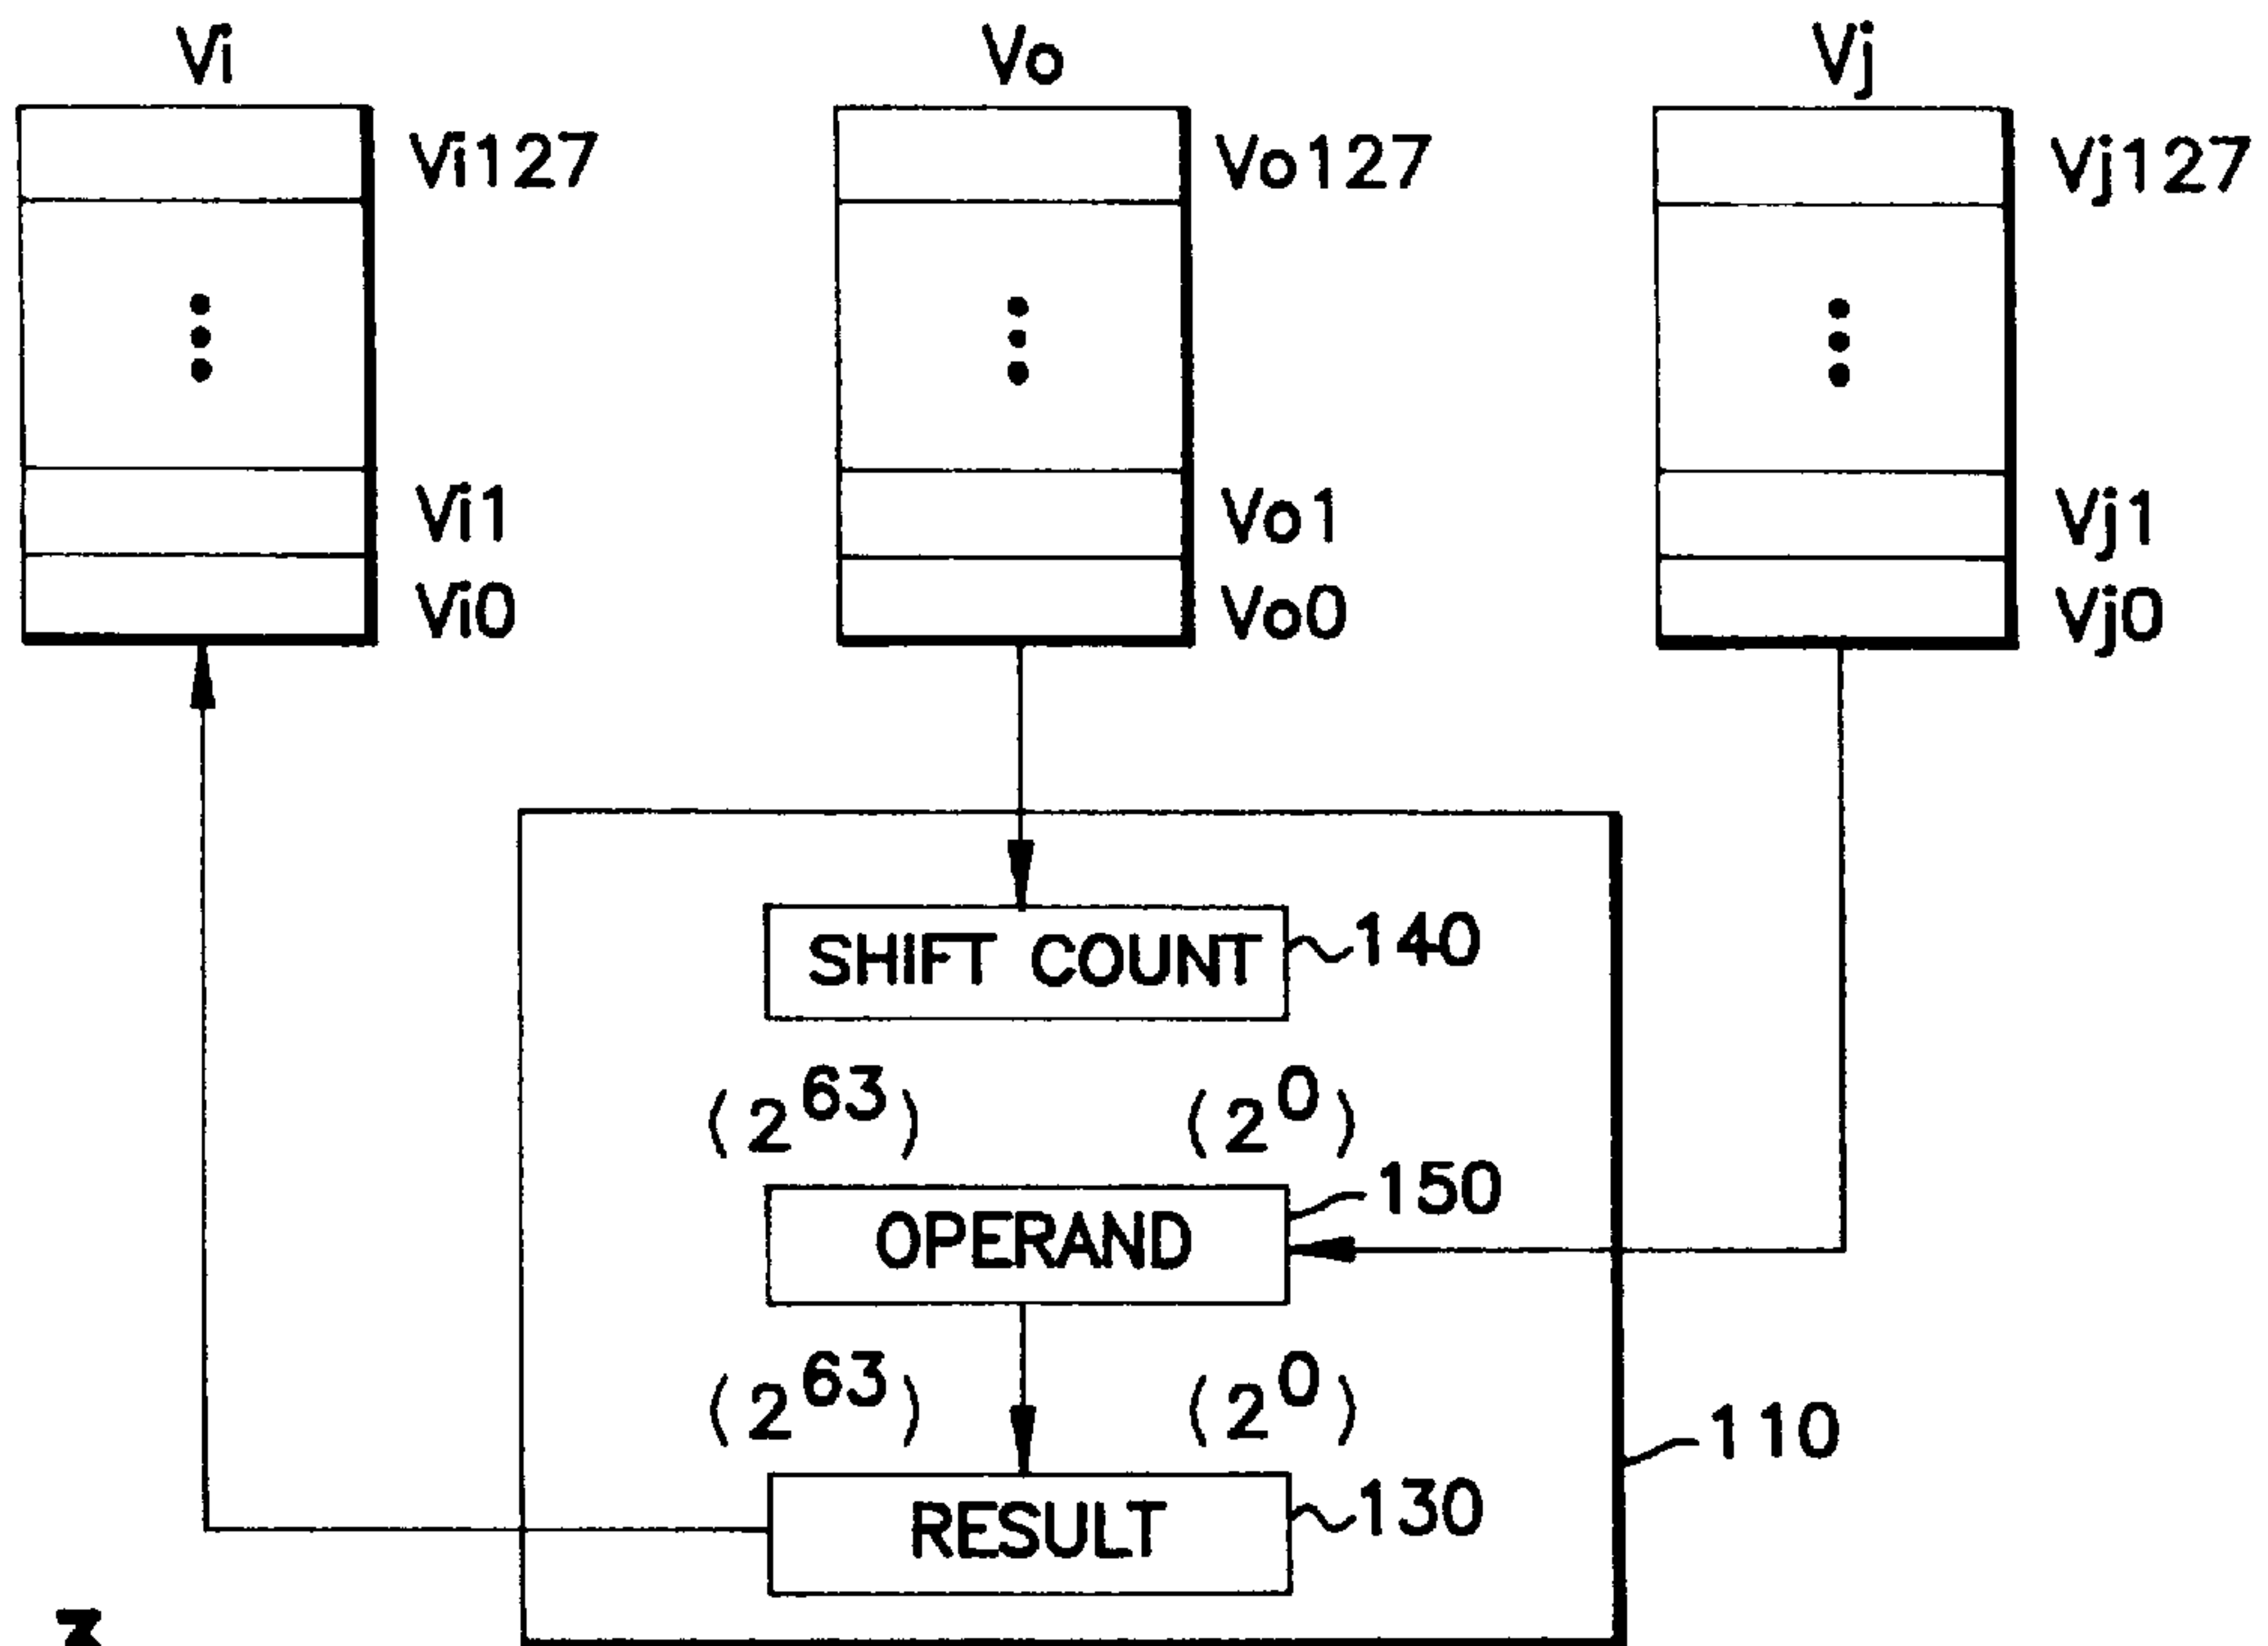 Vi Vo Vj
Vi127 Vo127 Vj127
Vi1 Vo1 Vj1
Vi0 Vo0 Vj0
SHIFT COUNT 140
(2^63) (2^0)
OPERAND 150
(2^63) (2^0)
110
RESULT 130